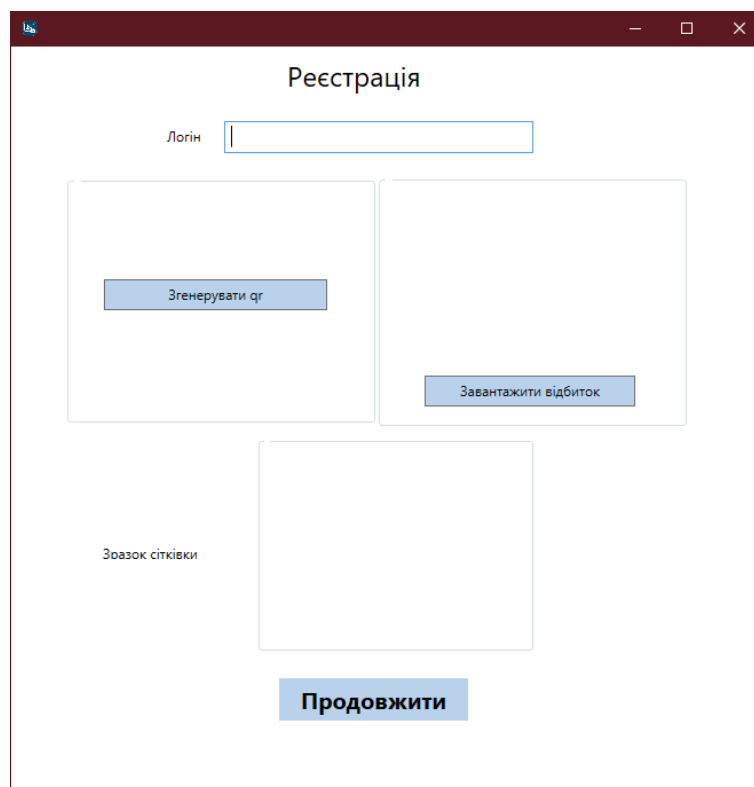 Реєстрація
Логін
Згенерувати qr
Завантажити відбиток
Зразок сітківки
Продовжити